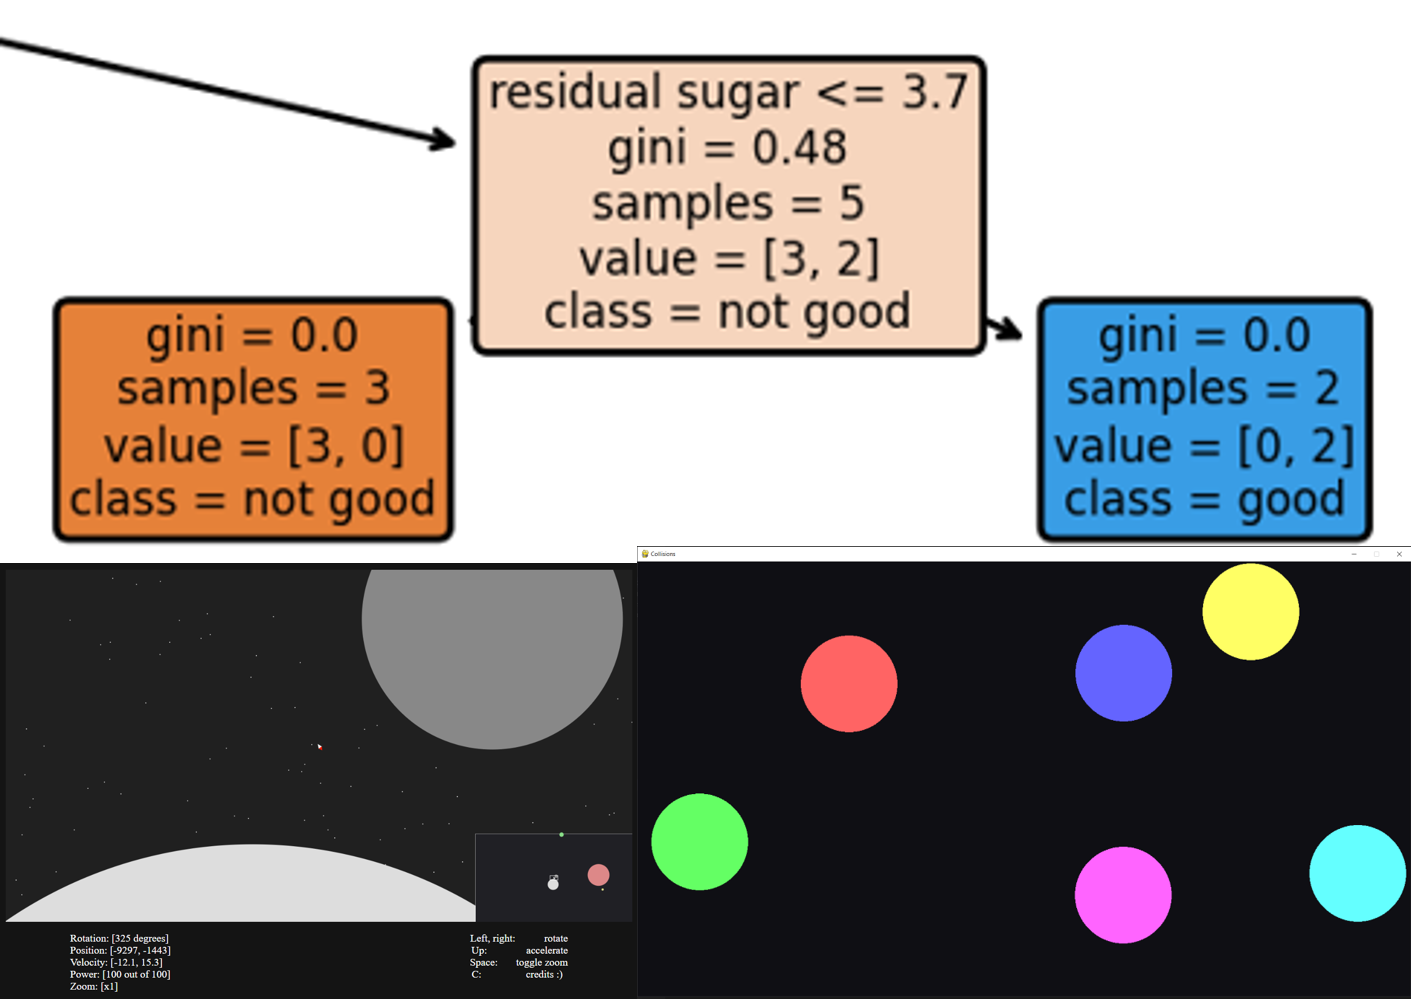 residual sugar <= 3.7
gini = 0.48
samples = 5
value = [3, 2]
class = not good
gini = 0.0
samples = 3
value = [3, 0]
class = not good
gini = 0.0
samples = 2
value = [0, 2]
class = good
Collisions
Rotation: [325 degrees]
Position: [-9297, -1443]
Velocity: [-12.1, 15.3]
Power: [100 out of 100]
Zoom: [x1]
Left, right: rotate
Up: accelerate
Space: toggle zoom
C: credits :)